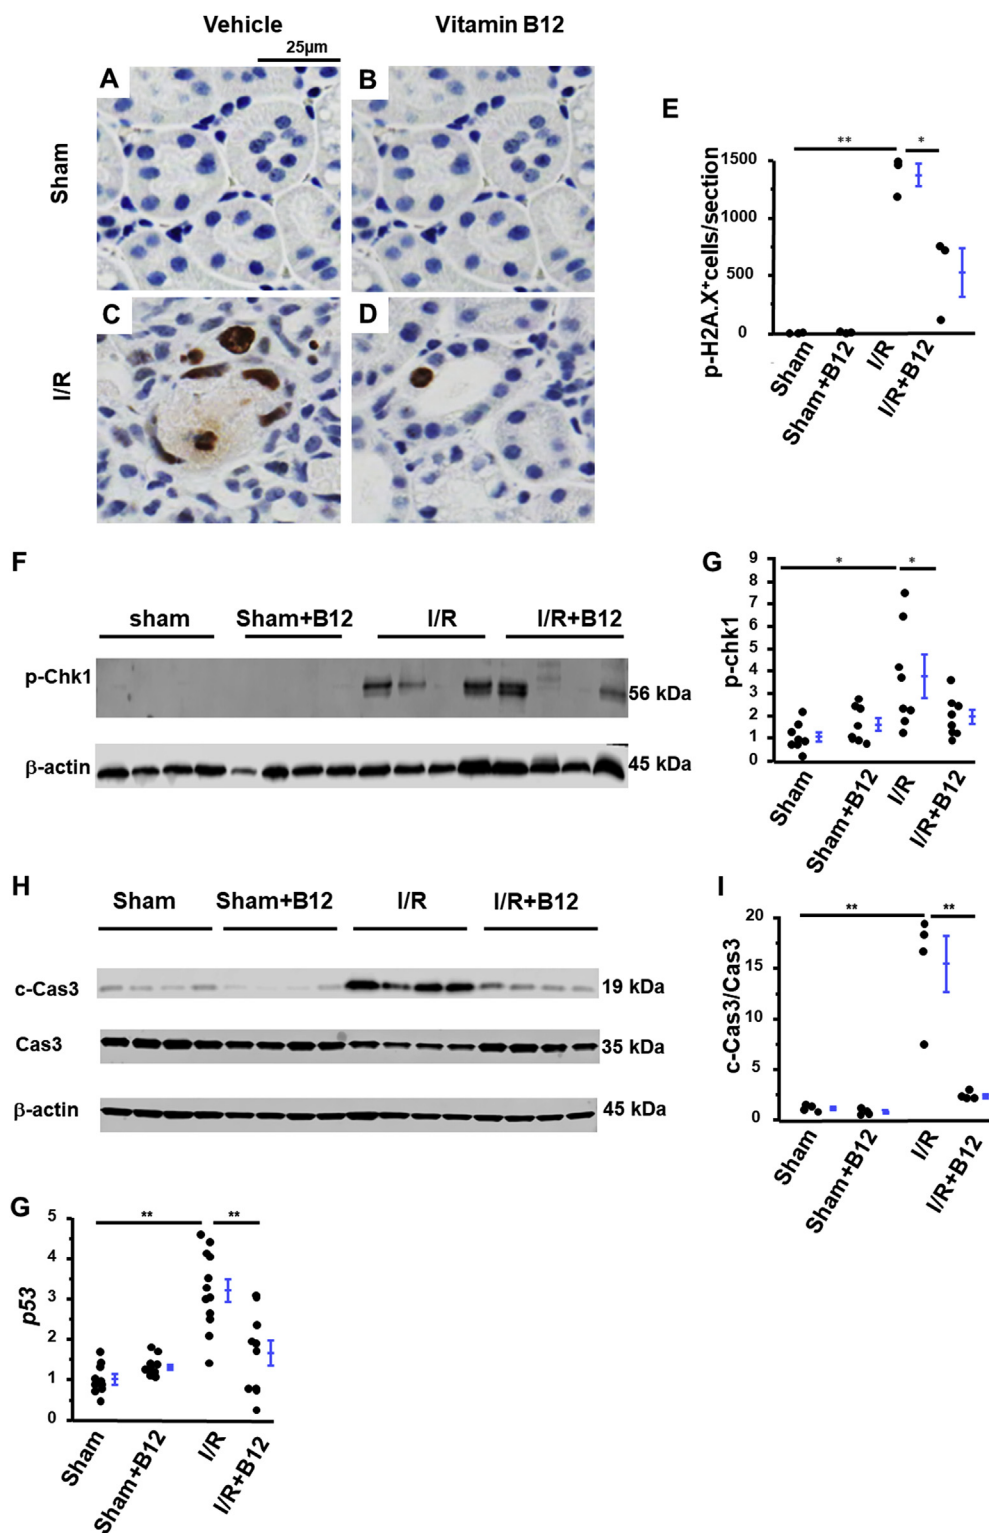 Vehicle Vitamin B12
25µm
A B
Sham
C D
I/R
E
** *
p-H2A.X+cells/section
1500
1000
500
0
Sham
Sham+B12
I/R
I/R+B12
F
sham Sham+B12 I/R I/R+B12
p-Chk1
56 kDa
β-actin
45 kDa
G
* *
p-chk1
9
8
7
6
5
4
3
2
1
0
Sham
Sham+B12
I/R
I/R+B12
H
Sham Sham+B12 I/R I/R+B12
c-Cas3
19 kDa
Cas3
35 kDa
β-actin
45 kDa
I
** **
c-Cas3/Cas3
20
15
10
5
0
Sham
Sham+B12
I/R
I/R+B12
G
** **
p53
5
4
3
2
1
0
Sham
Sham+B12
I/R
I/R+B12